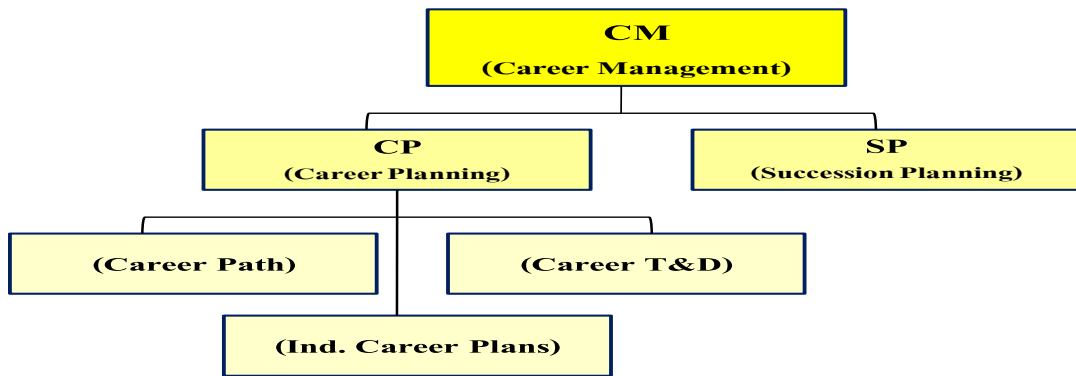 CM
(Career Management)
CP
(Career Planning)
SP
(Succession Planning)
(Career Path)
(Career T&D)
(Ind. Career Plans)